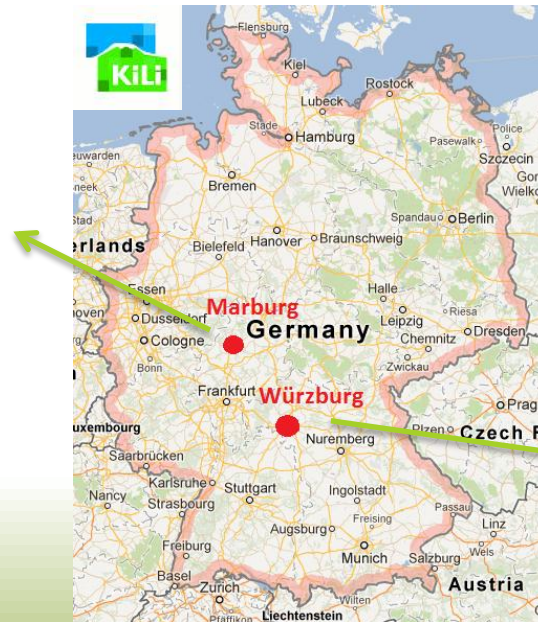 KiLi
Flensburg
Kiel
Rostock
Lubeck
Stade
Hamburg
Pasewalk
Police
Szczecin
Bremen
Spandau
Berlin
erlands
Bielefeld
Hanover
Braunschweig
Essen
Halle
Leipzig
Riesa
Dusseldorf
Marburg
Germany
Dresden
Cologne
Chemnitz
Bonn
Zwickau
Frankfurt
Würzburg
uxembourg
Nuremberg
Plzen
Czech
Saarbrücken
Karlsruhe
Nancy
Strasbourg
Stuttgart
Ingolstadt
Passau
Linz
Augsburg
Freising
Wels
Freiburg
Munich
Salzburg
Basel
Zurich
Austria
Wilten
Pfäffikon
Liechtenstein